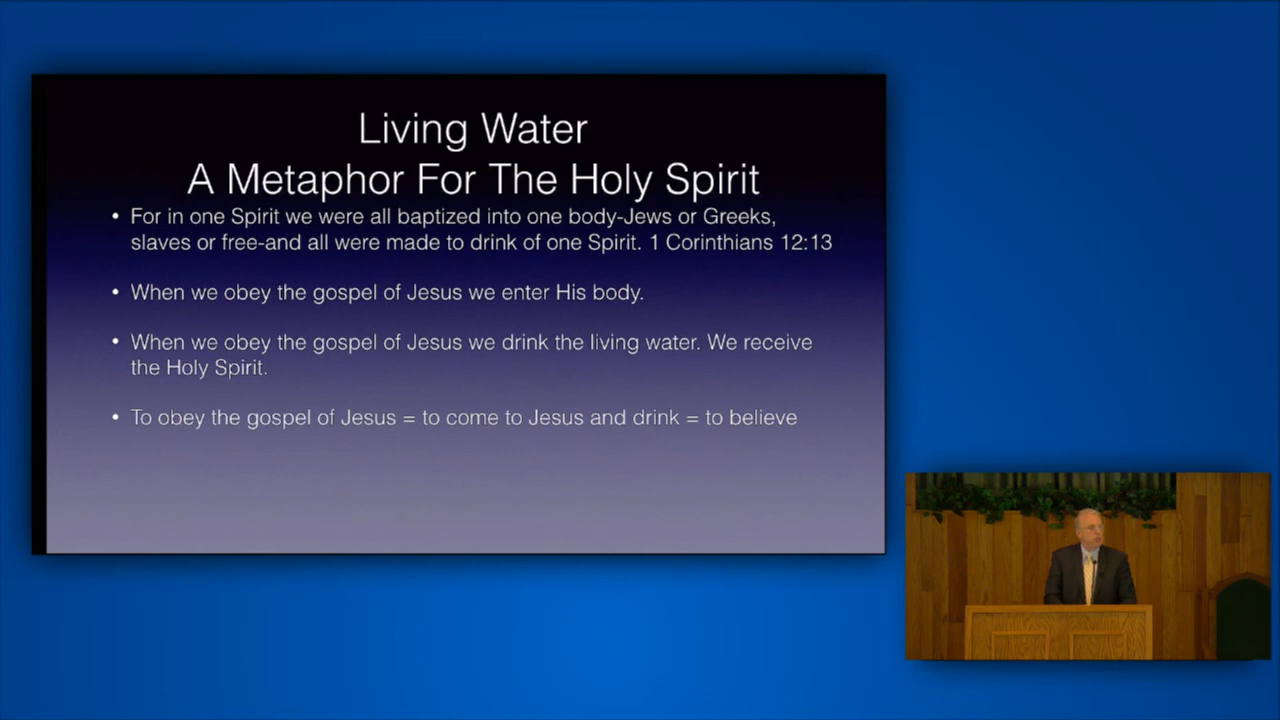 Living Water
A Metaphor For The Holy Spirit
• For in one Spirit we were all baptized into one body-Jews or Greeks,
slaves or free-and all were made to drink of one Spirit. 1 Corinthians 12:13
• When we obey the gospel of Jesus we enter His body.
• When we obey the gospel of Jesus we drink the living water. We receive
the Holy Spirit.
• To obey the gospel of Jesus = to come to Jesus and drink = to believe